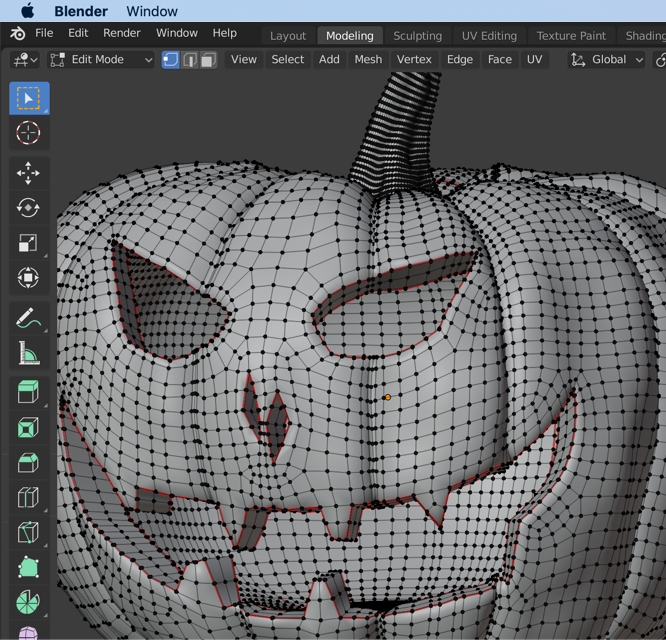 Blender Window
File Edit Render Window Help Layout Modeling Sculpting UV Editing Texture Paint Shading
Edit Mode View Select Add Mesh Vertex Edge Face UV Global